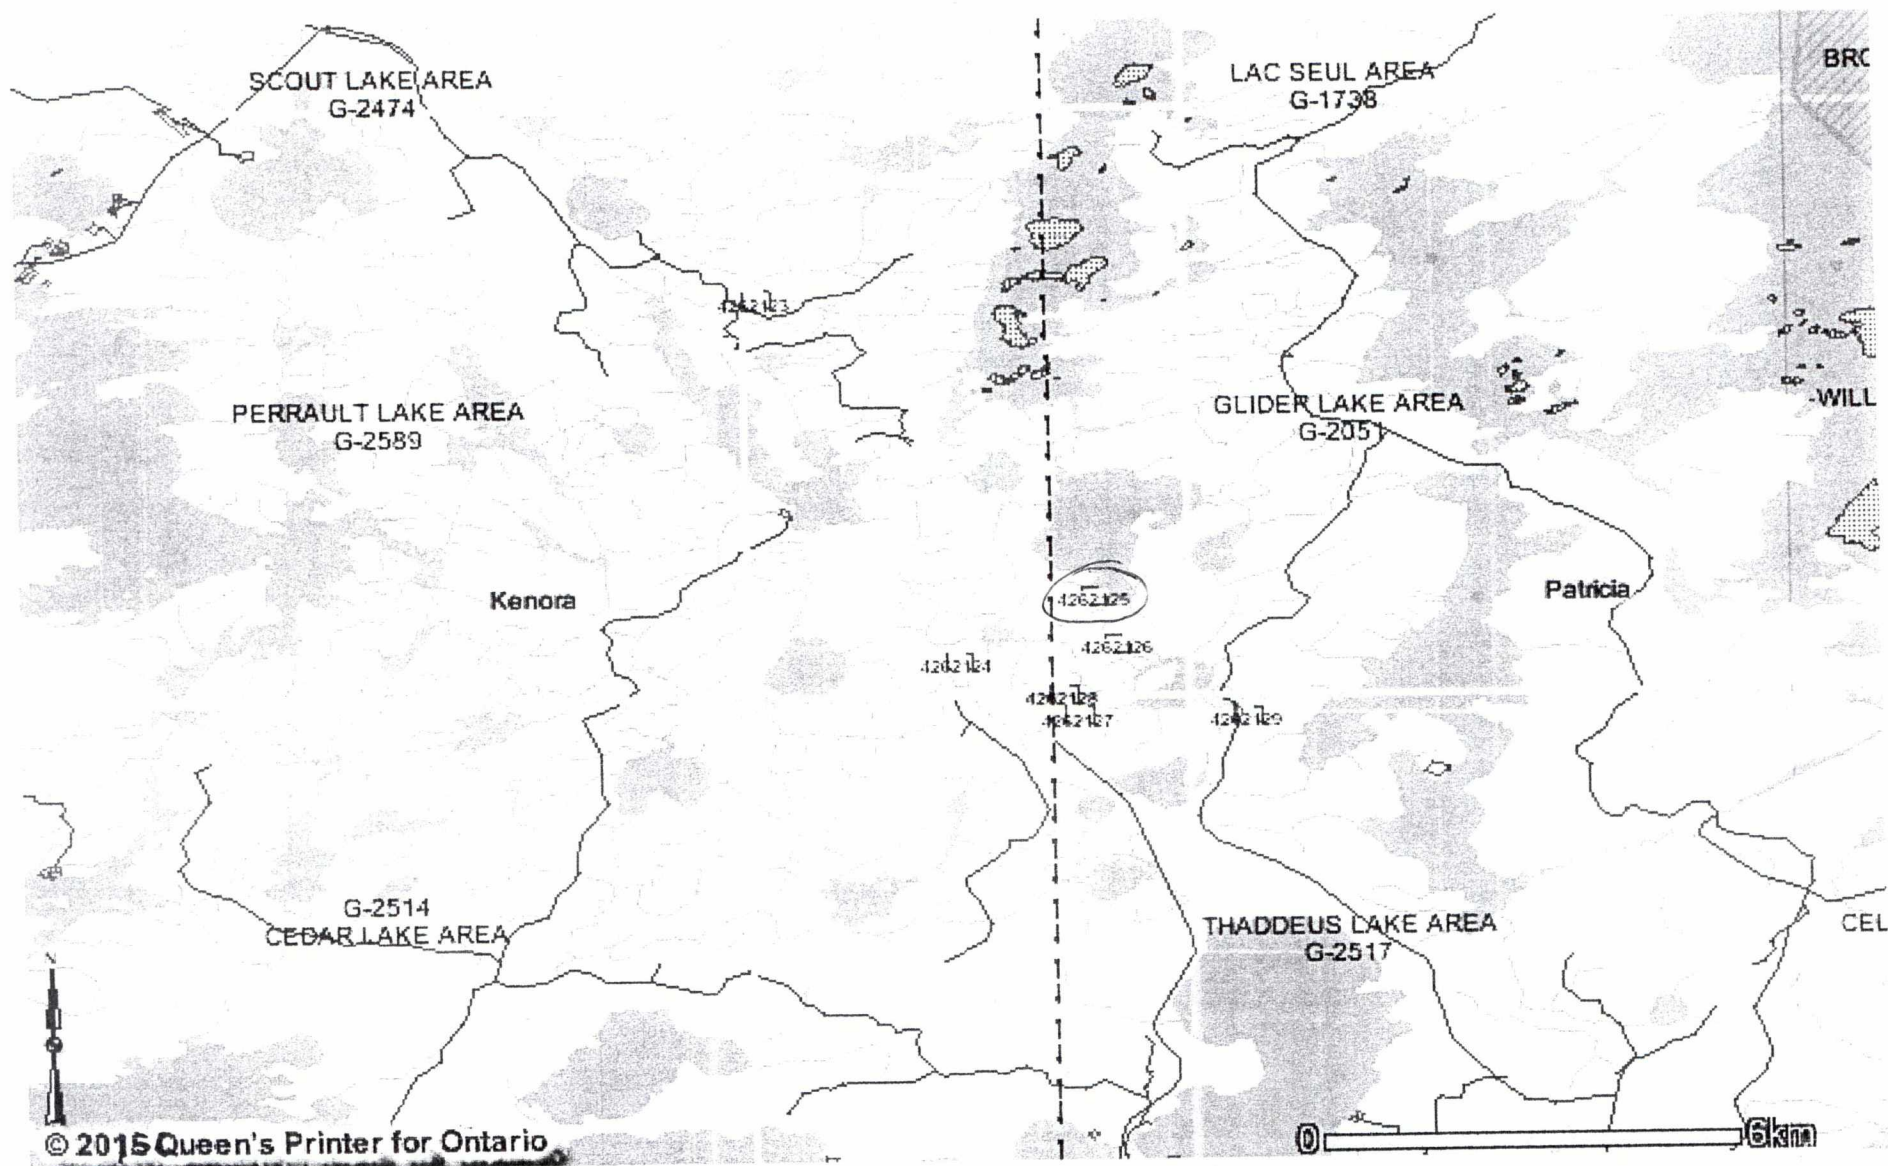 SCOUT LAKE AREA
G-2474
LAC SEUL AREA
G-1738
BRC
4262123
PERRAULT LAKE AREA
G-2589
GLIDER LAKE AREA
G-2051
-WILL
Kenora
4262125
Patricia
4262126
4262124
4262128
4262127
4262129
G-2514
CEDAR LAKE AREA
THADDEUS LAKE AREA
G-2517
CEL
N
© 2015 Queen's Printer for Ontario
0
6km